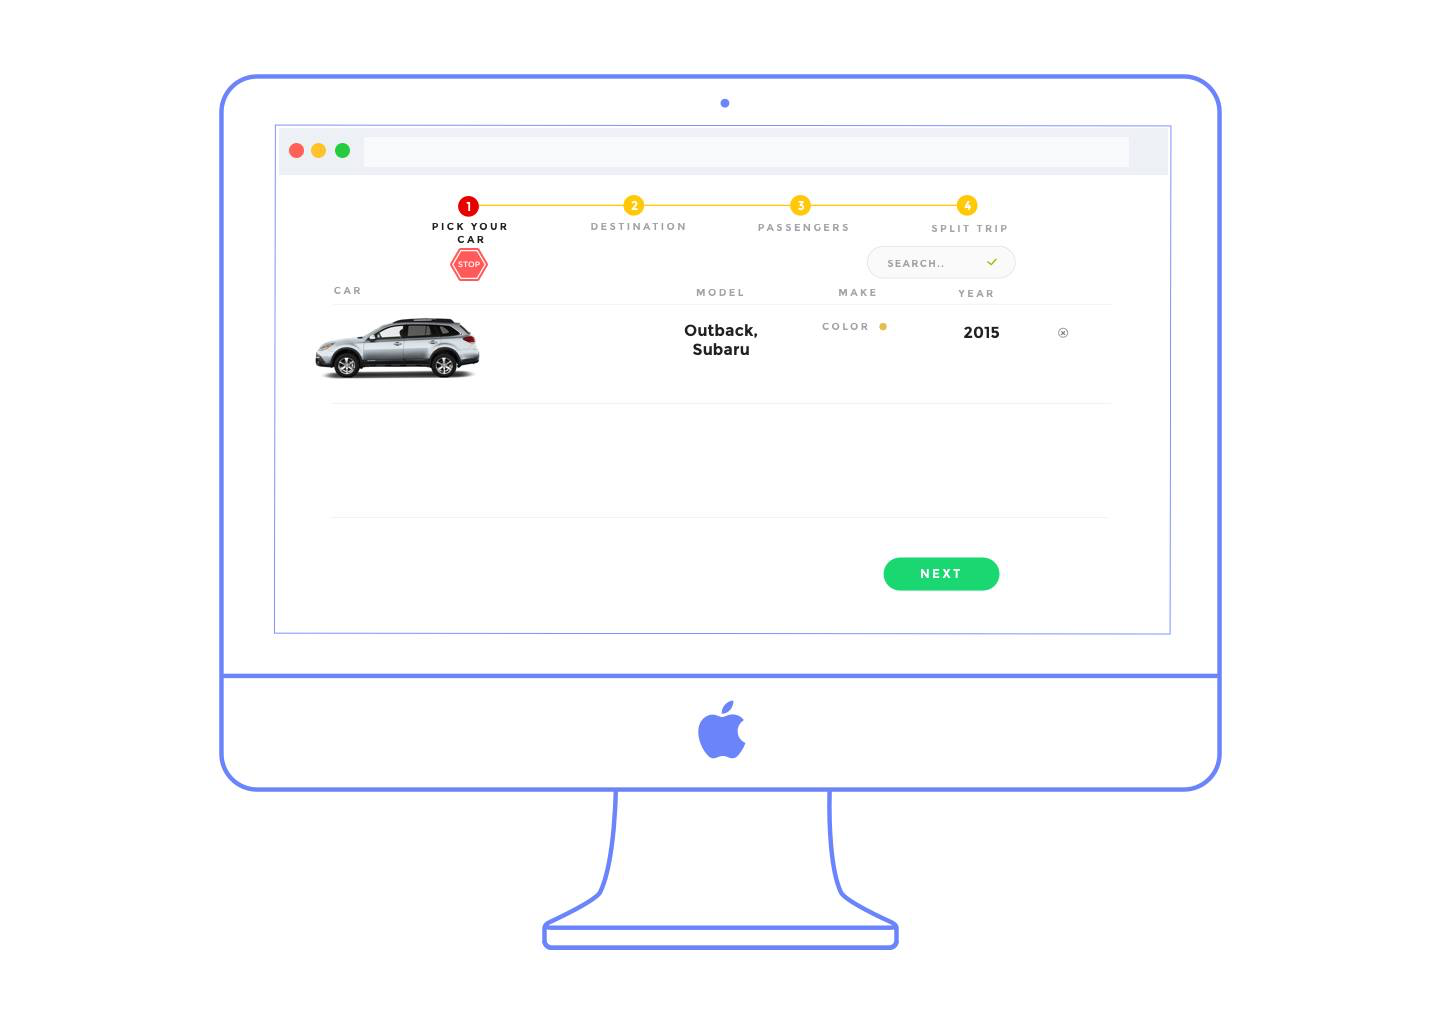 1
2
3
4
PICK YOUR
CAR
DESTINATION
PASSENGERS
SPLIT TRIP
STOP
SEARCH..
CAR
MODEL
MAKE
YEAR
Outback,
Subaru
COLOR
2015
NEXT